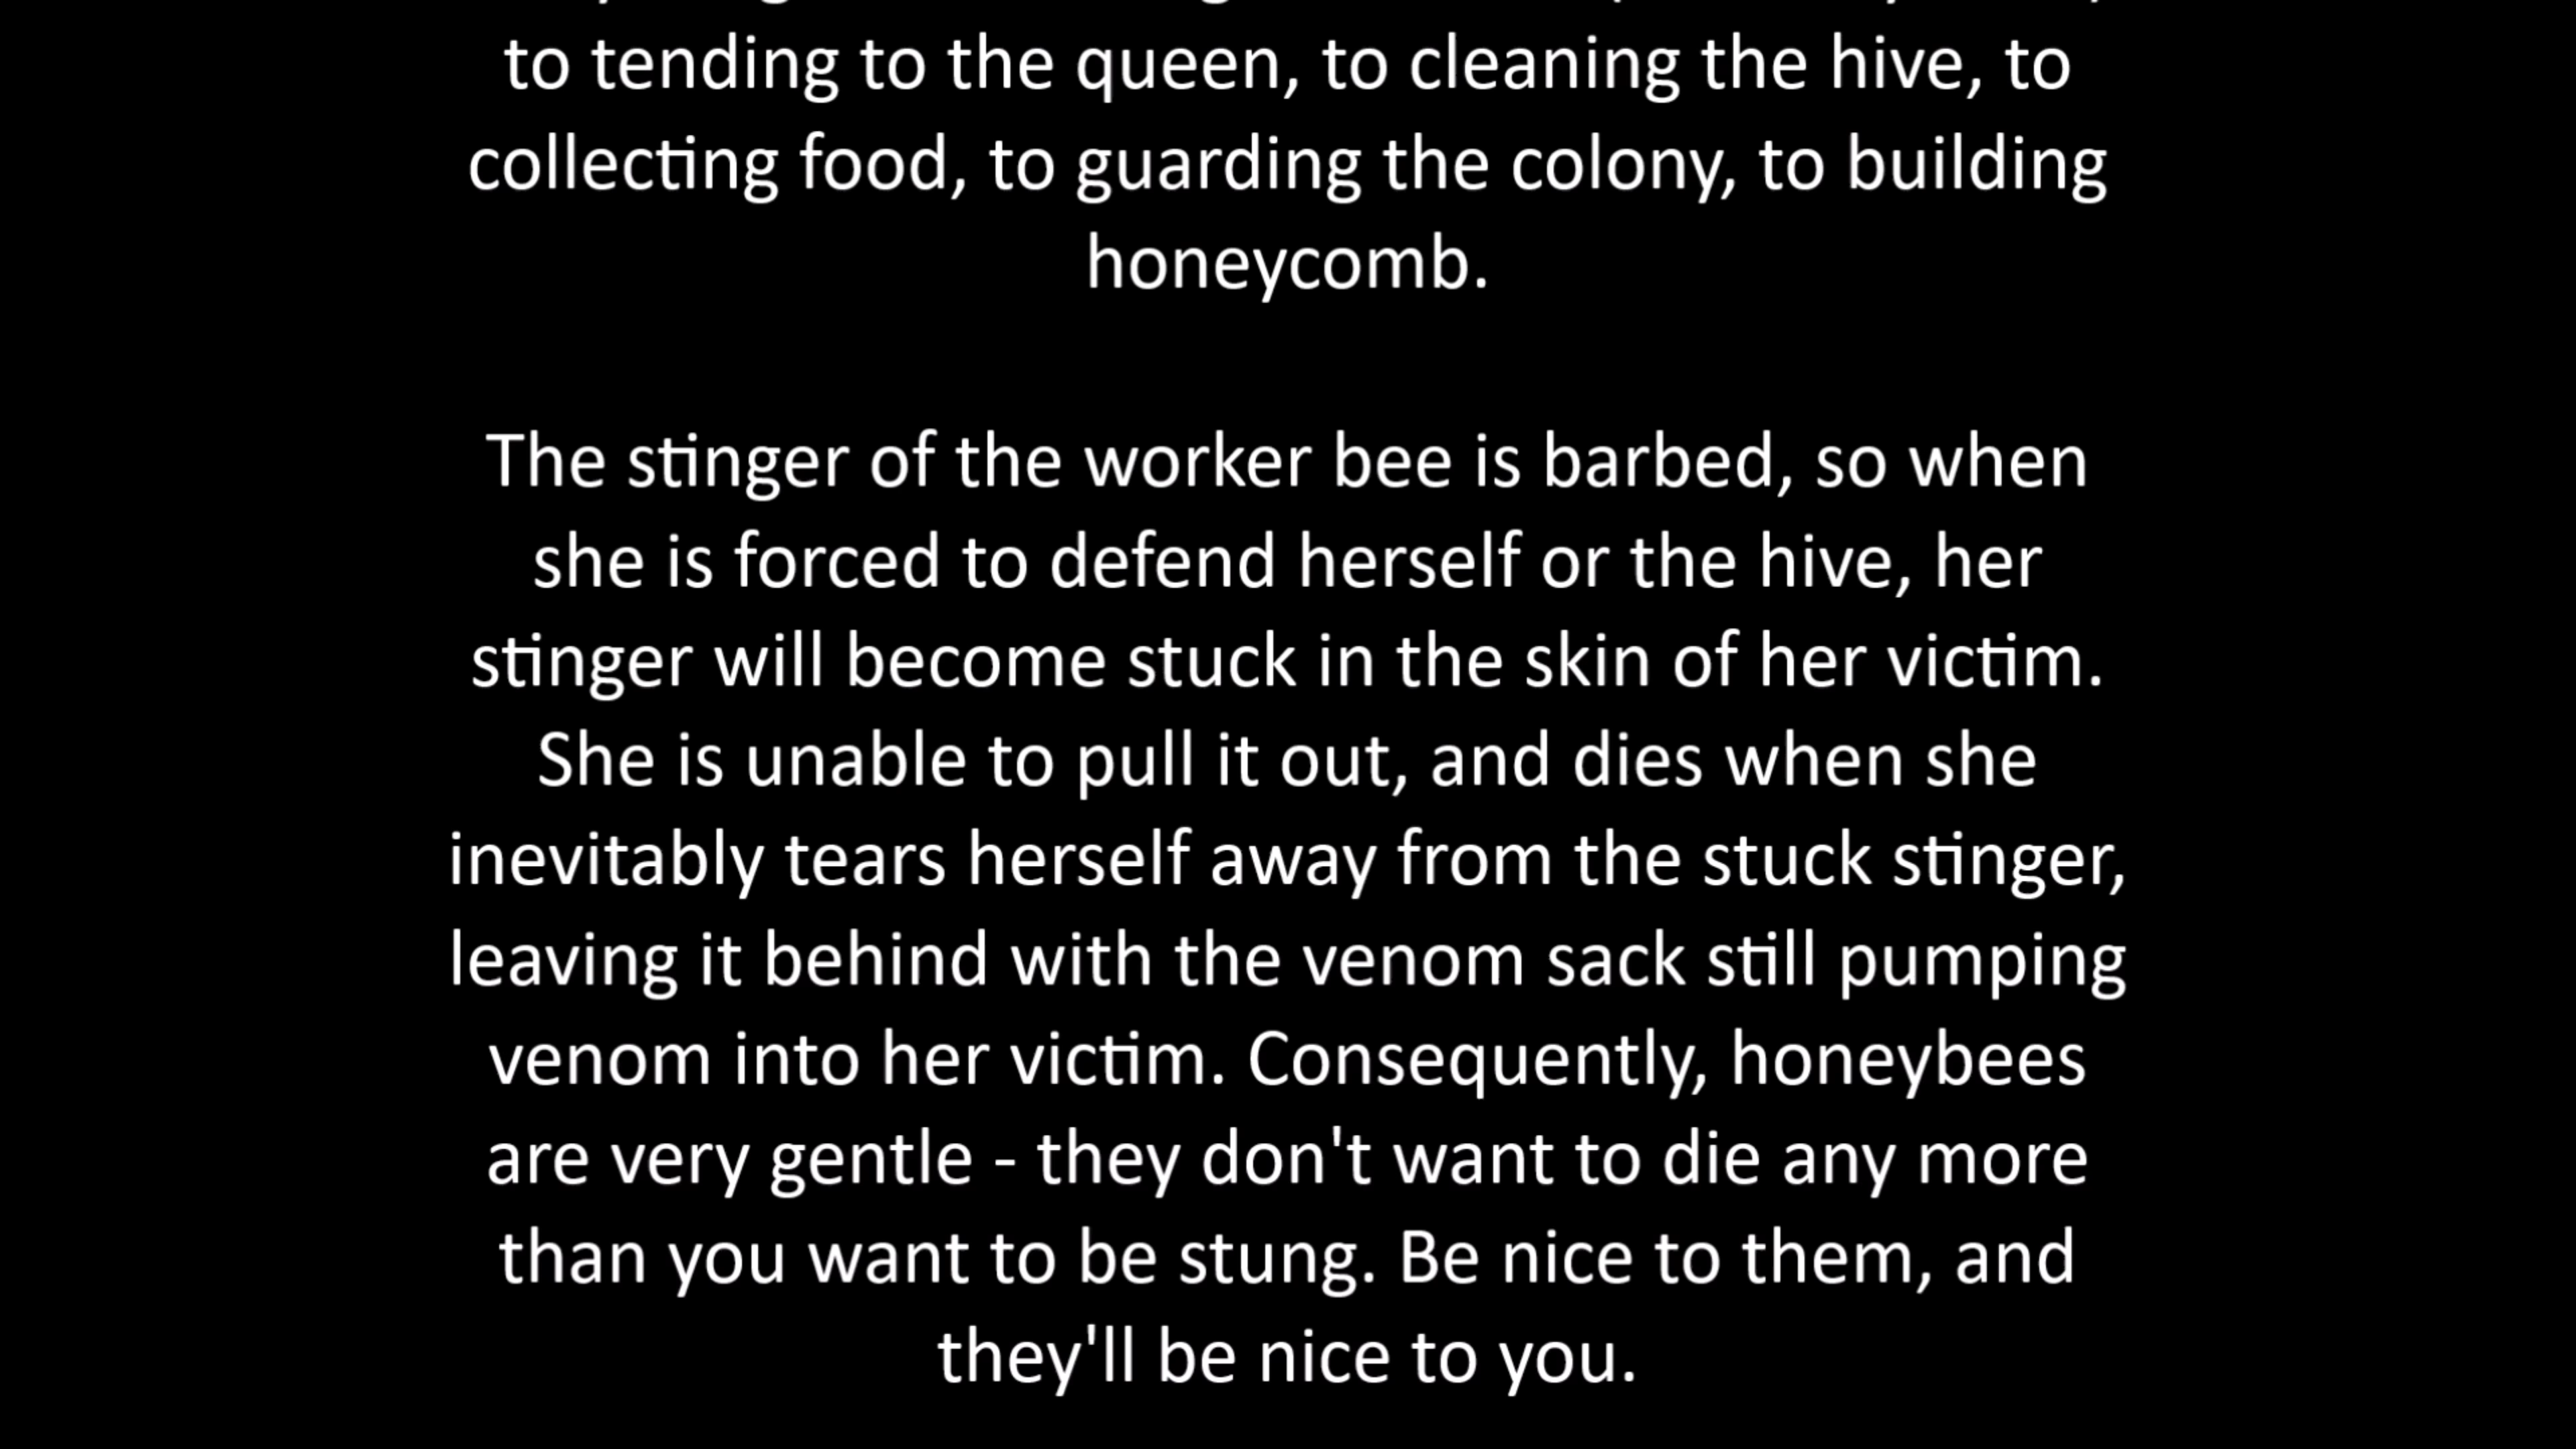 to tending to the queen, to cleaning the hive, to
collecting food, to guarding the colony, to building
honeycomb.
The stinger of the worker bee is barbed, so when
she is forced to defend herself or the hive, her
stinger will become stuck in the skin of her victim.
She is unable to pull it out, and dies when she
inevitably tears herself away from the stuck stinger,
leaving it behind with the venom sack still pumping
venom into her victim. Consequently, honeybees
are very gentle - they don't want to die any more
than you want to be stung. Be nice to them, and
they'll be nice to you.